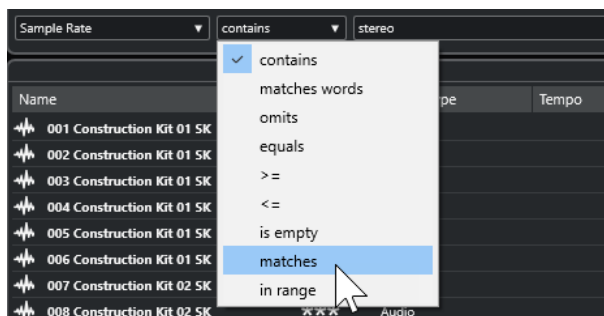 Sample Rate ▼ contains ▼ stereo
✓ contains
matches words
omits
equals
>=
<=
is empty
matches
in range
Name Tempo
001 Construction Kit 01 SK
002 Construction Kit 01 SK
003 Construction Kit 01 SK
004 Construction Kit 01 SK
005 Construction Kit 01 SK
006 Construction Kit 01 SK
007 Construction Kit 02 SK
008 Construction Kit 02 SK *** Audio